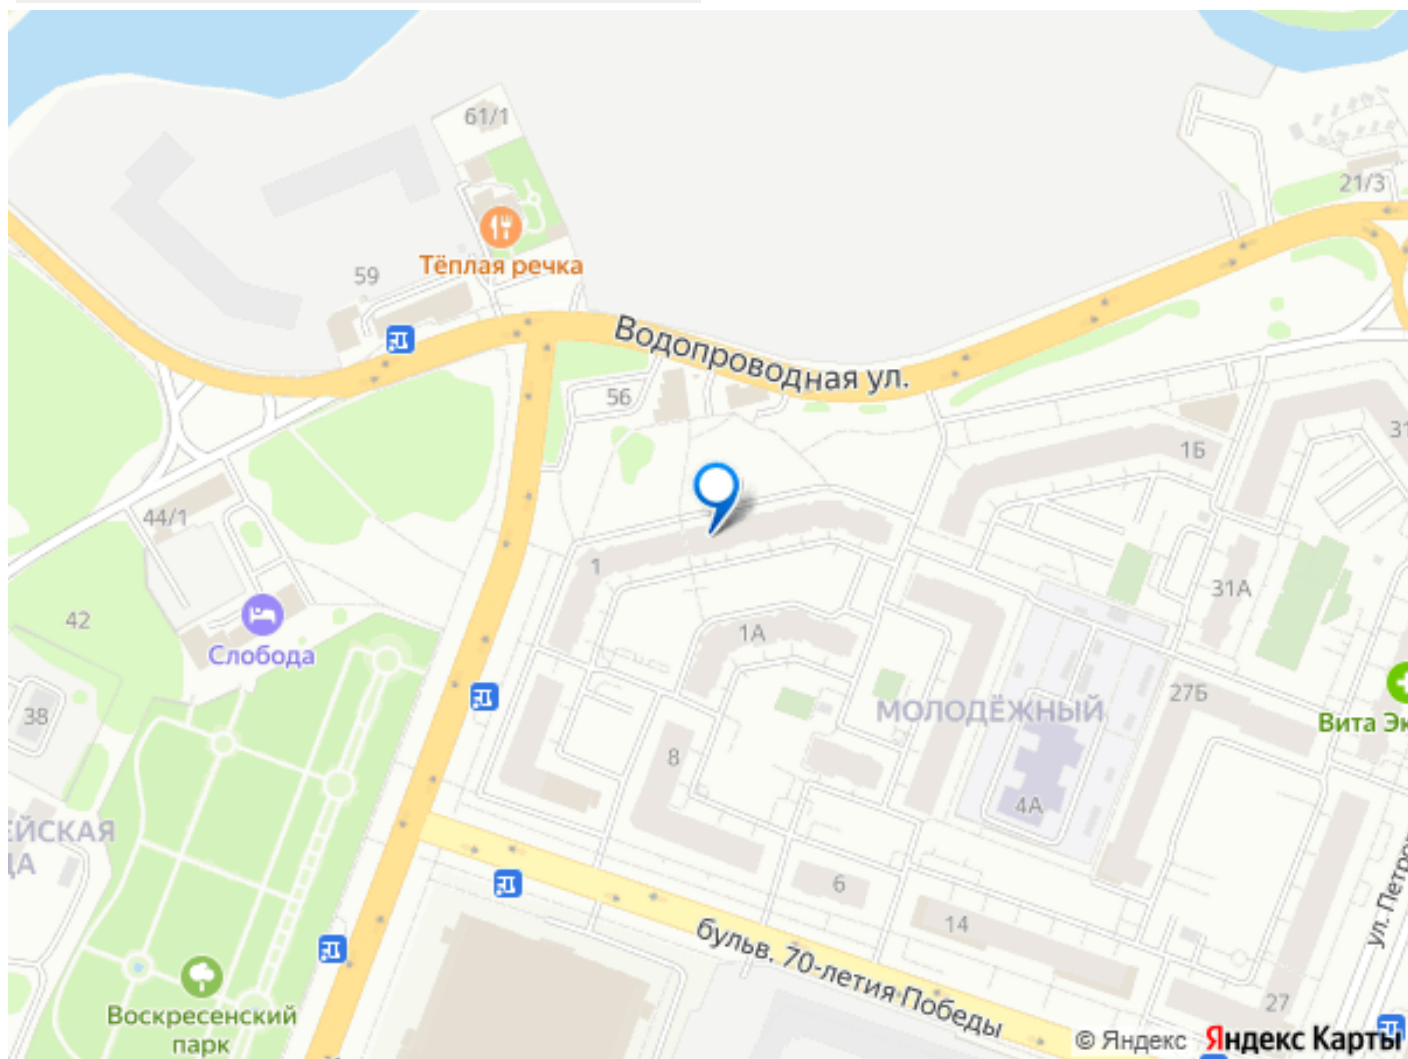 61/1
21/3
Тёплая речка
59
Водопроводная ул.
56
31
1Б
44/1
1
31А
42
1А
Слобода
27Б
МОЛОДЁЖНЫЙ
38
Вита Эк
8
4А
ЕЙСКАЯ
ДА
6
14
ул. Петро
бульв. 70-летия Победы
27
Воскресенский
парк
© Яндекс Яндекс Карты